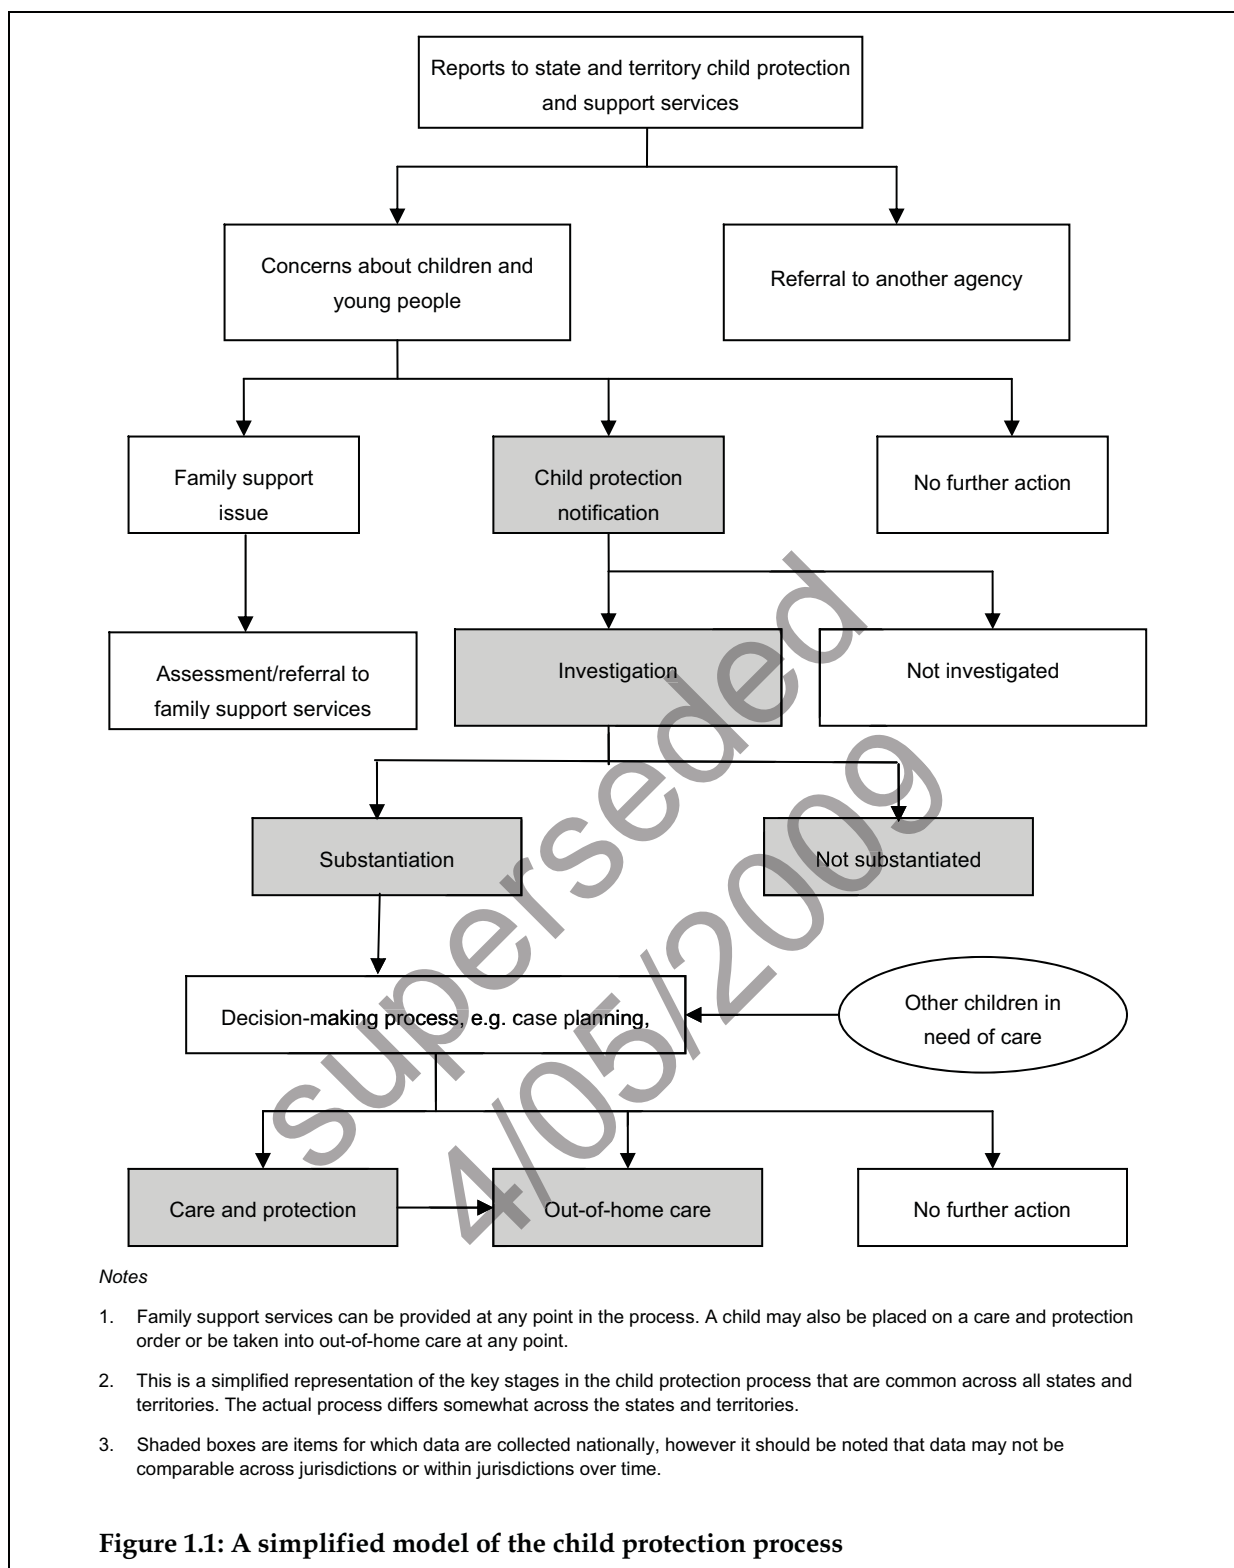 Reports to state and territory child protection
and support services
Concerns about children and
young people
Referral to another agency
Family support
issue
Child protection
notification
No further action
Assessment/referral to
family support services
Investigation
Not investigated
Substantiation
Not substantiated
Decision-making process, e.g. case planning,
Other children in
need of care
Care and protection
Out-of-home care
No further action
superseded
4/05/2009
Notes
1. Family support services can be provided at any point in the process. A child may also be placed on a care and protection
order or be taken into out-of-home care at any point.
2. This is a simplified representation of the key stages in the child protection process that are common across all states and
territories. The actual process differs somewhat across the states and territories.
3. Shaded boxes are items for which data are collected nationally, however it should be noted that data may not be
comparable across jurisdictions or within jurisdictions over time.
Figure 1.1: A simplified model of the child protection process